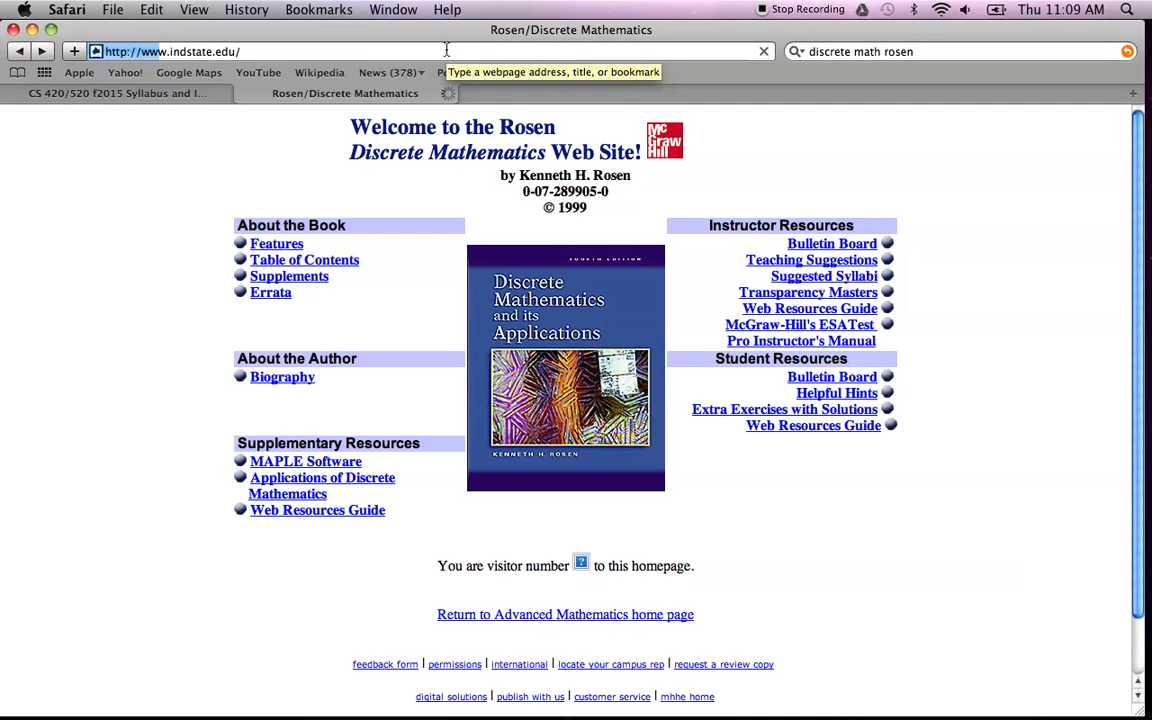 Safari File Edit View History Bookmarks Window Help Stop Recording Thu 11:09 AM
Rosen/Discrete Mathematics
http://www.indstate.edu/ discrete math rosen
Apple Yahoo! Google Maps YouTube Wikipedia News (378)
Type a webpage address, title, or bookmark
CS 420/520 f2015 Syllabus and I... Rosen/Discrete Mathematics
Welcome to the Rosen
Discrete Mathematics Web Site!
Mc Graw Hill
by Kenneth H. Rosen
0-07-289905-0
© 1999
About the Book
Features
Table of Contents
Supplements
Errata
About the Author
Biography
Supplementary Resources
MAPLE Software
Applications of Discrete
Mathematics
Web Resources Guide
FOURTH EDITION
Discrete
Mathematics
and its
Applications
KENNETH H. ROSEN
Instructor Resources
Bulletin Board
Teaching Suggestions
Suggested Syllabi
Transparency Masters
Web Resources Guide
McGraw-Hill's ESATest
Pro Instructor's Manual
Student Resources
Bulletin Board
Helpful Hints
Extra Exercises with Solutions
Web Resources Guide
You are visitor number ? to this homepage.
Return to Advanced Mathematics home page
feedback form | permissions | international | locate your campus rep | request a review copy
digital solutions | publish with us | customer service | mhhe home